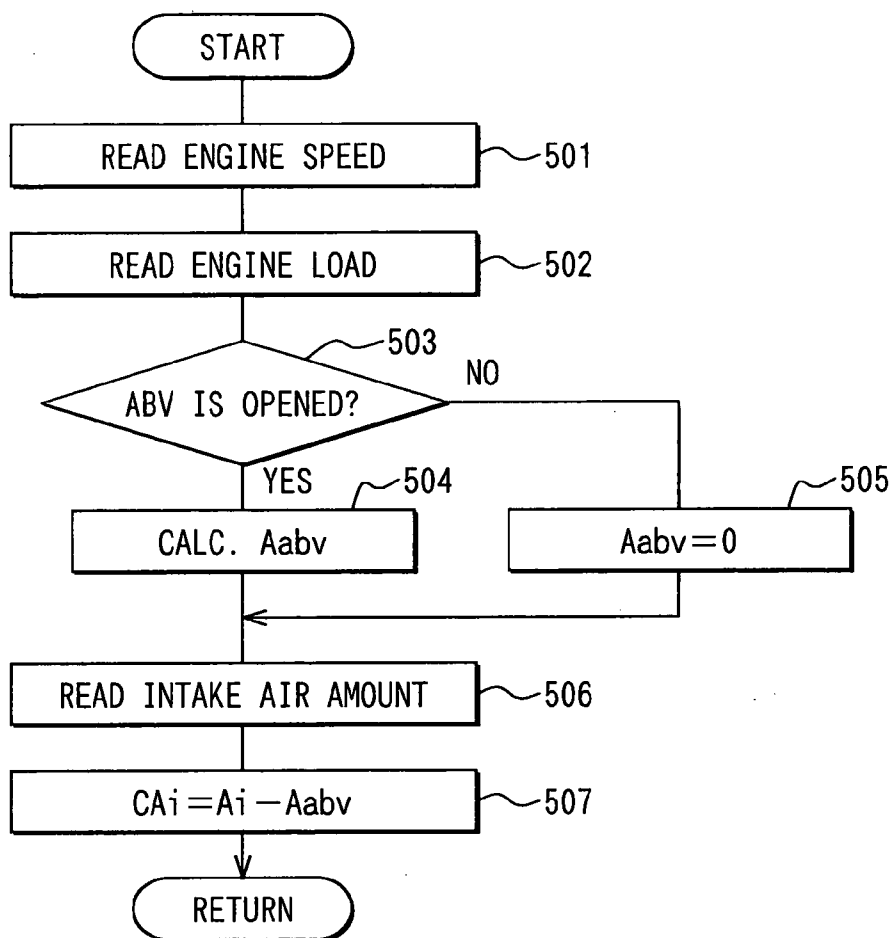 START
READ ENGINE SPEED
501
READ ENGINE LOAD
502
503
ABV IS OPENED?
NO
YES
504
CALC. Aabv
505
Aabv=0
READ INTAKE AIR AMOUNT
506
CAi=Ai-Aabv
507
RETURN